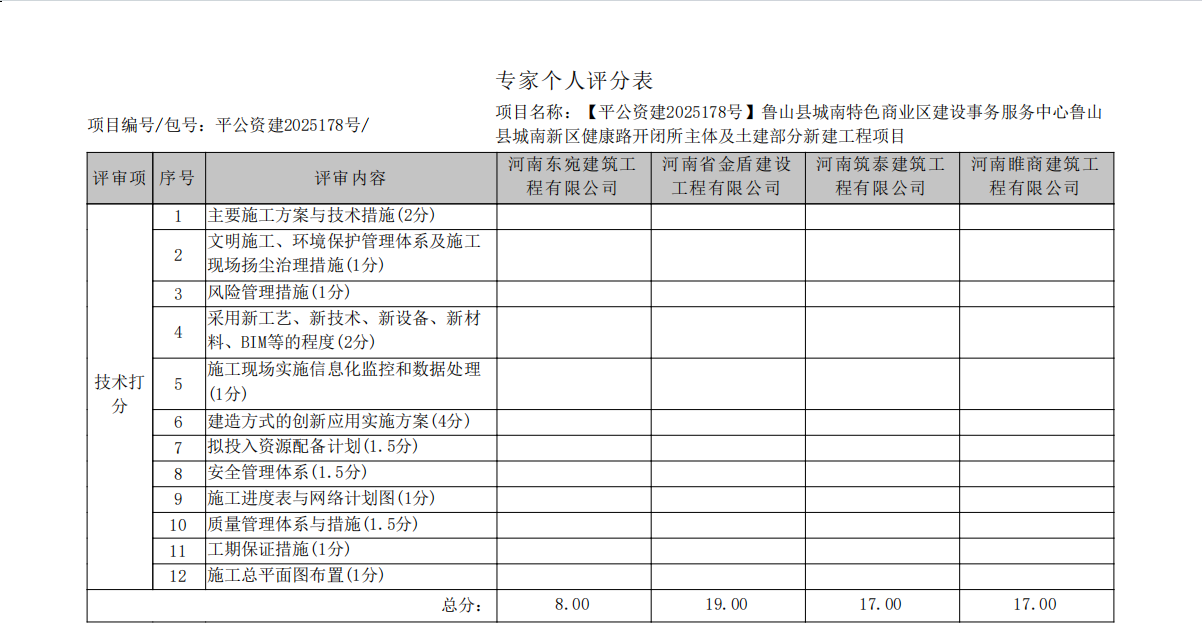 专家个人评分表
项目编号/包号：平公资建2025178号/
项目名称：【平公资建2025178号】鲁山县城南特色商业区建设事务服务中心鲁山
县城南新区健康路开闭所主体及土建部分新建工程项目
评审项 序号 评审内容 河南东宛建筑工 河南省金盾建设 河南筑泰建筑工 河南睢商建筑工
程有限公司 工程有限公司 程有限公司 程有限公司
1 主要施工方案与技术措施(2分)
2 文明施工、环境保护管理体系及施工
现场扬尘治理措施(1分)
3 风险管理措施(1分)
4 采用新工艺、新技术、新设备、新材
料、BIM等的程度(2分)
技术打
分
5 施工现场实施信息化监控和数据处理
(1分)
6 建造方式的创新应用实施方案(4分)
7 拟投入资源配备计划(1.5分)
8 安全管理体系(1.5分)
9 施工进度表与网络计划图(1分)
10 质量管理体系与措施(1.5分)
11 工期保证措施(1分)
12 施工总平面图布置(1分)
总分： 8.00 19.00 17.00 17.00